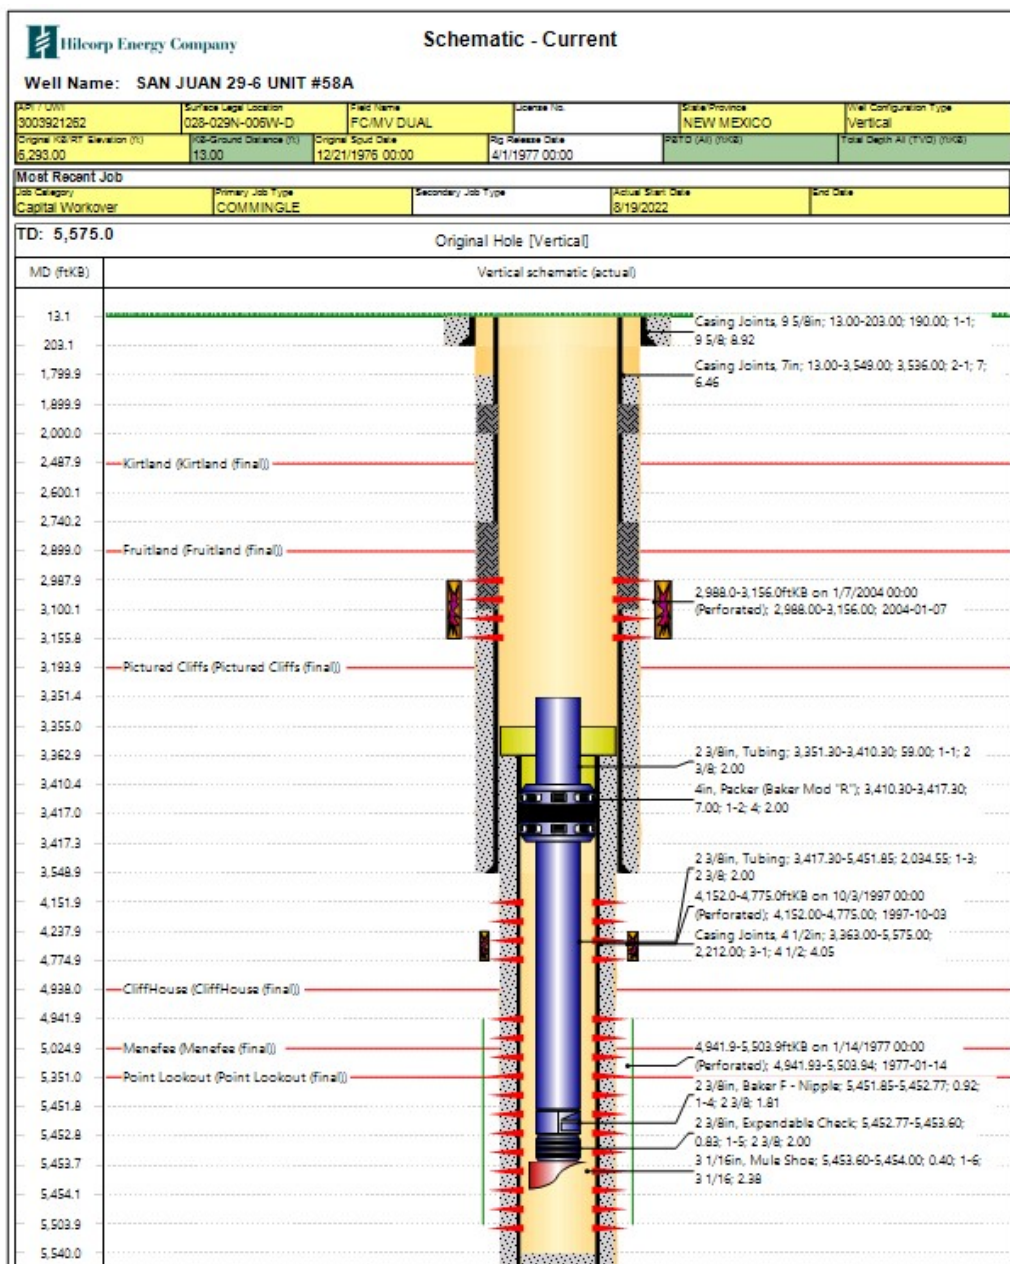 Hilcorp Energy Company
Schematic - Current
Well Name: SAN JUAN 29-6 UNIT #58A
API / UWI
3003921262
Surface Legal Location
028-029N-006W-D
Field Name
FC/MV DUAL
License No.
State/Province
NEW MEXICO
Well Configuration Type
Vertical
Original KB/RT Elevation (ft)
6,293.00
KB-Ground Distance (ft)
13.00
Original Spud Date
12/21/1976 00:00
Rig Release Date
4/1/1977 00:00
PBTD (All) (ftKB)
Total Depth All (TVD) (ftKB)
Most Recent Job
Job Category
Capital Workover
Primary Job Type
COMMINGLE
Secondary Job Type
Actual Start Date
8/19/2022
End Date
TD: 5,575.0
Original Hole [Vertical]
MD (ftKB)
Vertical schematic (actual)
13.1
203.1
1,799.9
1,899.9
2,000.0
2,487.9
2,600.1
2,740.2
2,899.0
2,987.9
3,100.1
3,155.8
3,193.9
3,351.4
3,355.0
3,362.9
3,410.4
3,417.0
3,417.3
3,548.9
4,151.9
4,237.9
4,774.9
4,938.0
4,941.9
5,024.9
5,351.0
5,451.8
5,452.8
5,453.7
5,454.1
5,503.9
5,540.0
Kirtland (Kirtland (final))
Fruitland (Fruitland (final))
Pictured Cliffs (Pictured Cliffs (final))
CliffHouse (CliffHouse (final))
Menefee (Menefee (final))
Point Lookout (Point Lookout (final))
Casing Joints, 9 5/8in; 13.00-203.00; 190.00; 1-1;
9 5/8; 8.92
Casing Joints, 7in; 13.00-3,549.00; 3,536.00; 2-1; 7;
6.46
2,988.0-3,156.0ftKB on 1/7/2004 00:00
(Perforated); 2,988.00-3,156.00; 2004-01-07
2 3/8in, Tubing; 3,351.30-3,410.30; 59.00; 1-1; 2
3/8; 2.00
4in, Packer (Baker Mod "R"); 3,410.30-3,417.30;
7.00; 1-2; 4; 2.00
2 3/8in, Tubing; 3,417.30-5,451.85; 2,034.55; 1-3;
2 3/8; 2.00
4,152.0-4,775.0ftKB on 10/3/1997 00:00
(Perforated); 4,152.00-4,775.00; 1997-10-03
Casing Joints, 4 1/2in; 3,363.00-5,575.00;
2,212.00; 3-1; 4 1/2; 4.05
4,941.9-5,503.9ftKB on 1/14/1977 00:00
(Perforated); 4,941.93-5,503.94; 1977-01-14
2 3/8in, Baker F - Nipple; 5,451.85-5,452.77; 0.92;
1-4; 2 3/8; 1.81
2 3/8in, Expendable Check; 5,452.77-5,453.60;
0.83; 1-5; 2 3/8; 2.00
3 1/16in, Mule Shoe; 5,453.60-5,454.00; 0.40; 1-6;
3 1/16; 2.38